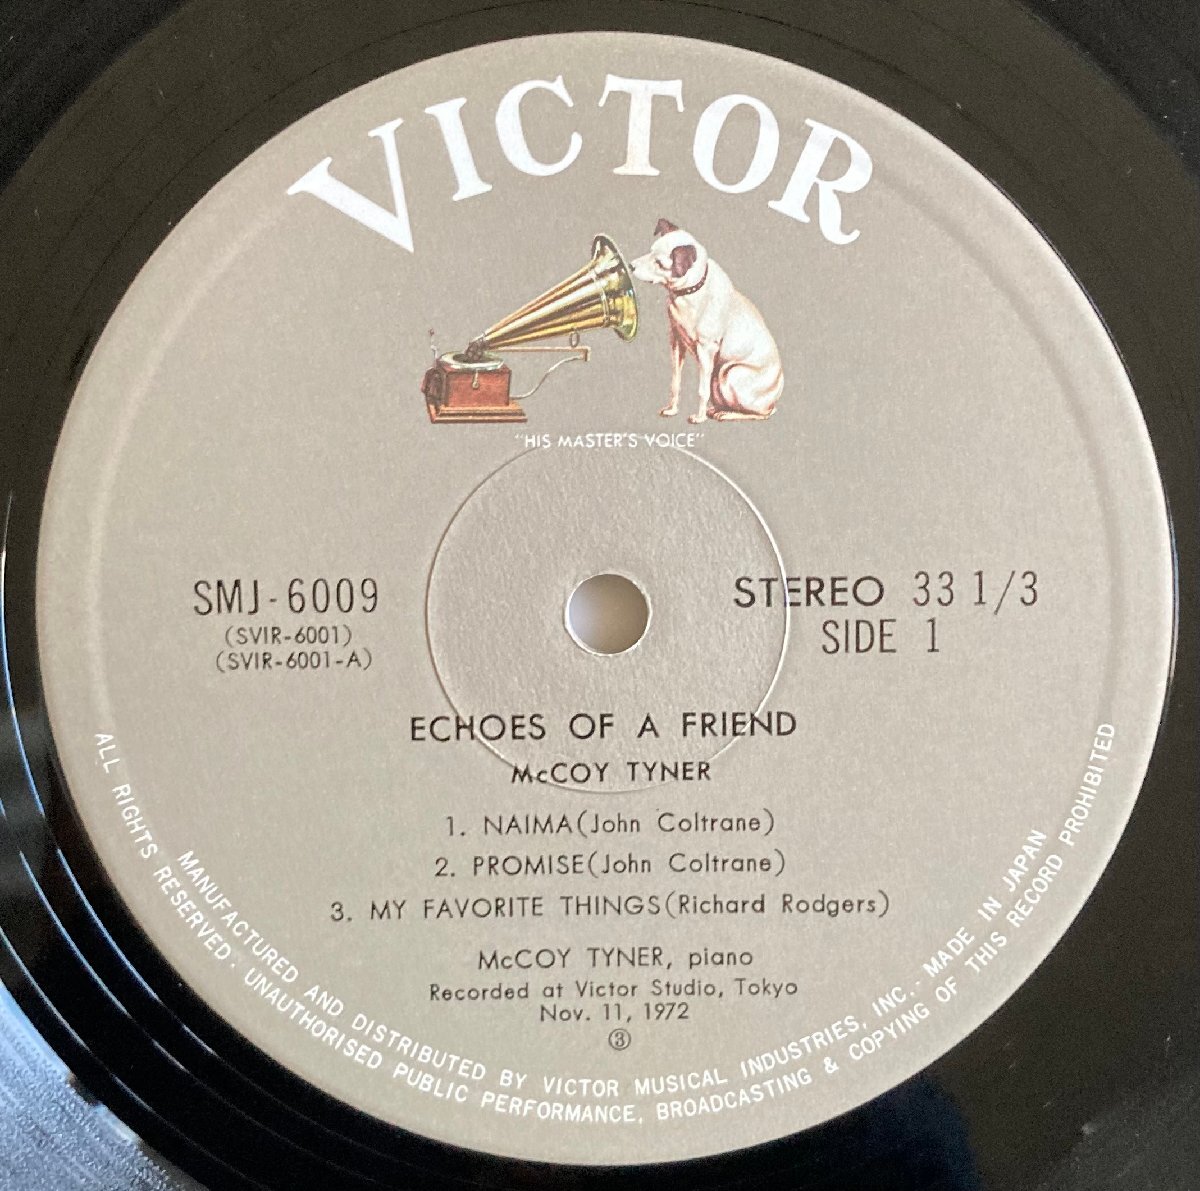 VICTOR
"HIS MASTER'S VOICE"
SMJ-6009
(SVIR-6001)
(SVIR-6001-A)
STEREO 33 1/3
SIDE 1
ECHOES OF A FRIEND
McCOY TYNER
1. NAIMA(John Coltrane)
2. PROMISE(John Coltrane)
3. MY FAVORITE THINGS(Richard Rodgers)
McCOY TYNER, piano
Recorded at Victor Studio, Tokyo
Nov. 11, 1972
③
MANUFACTURED AND DISTRIBUTED BY VICTOR MUSICAL INDUSTRIES, INC.·MADE IN JAPAN
ALL RIGHTS RESERVED·UNAUTHORISED PUBLIC PERFORMANCE, BROADCASTING & COPYING OF THIS RECORD PROHIBITED